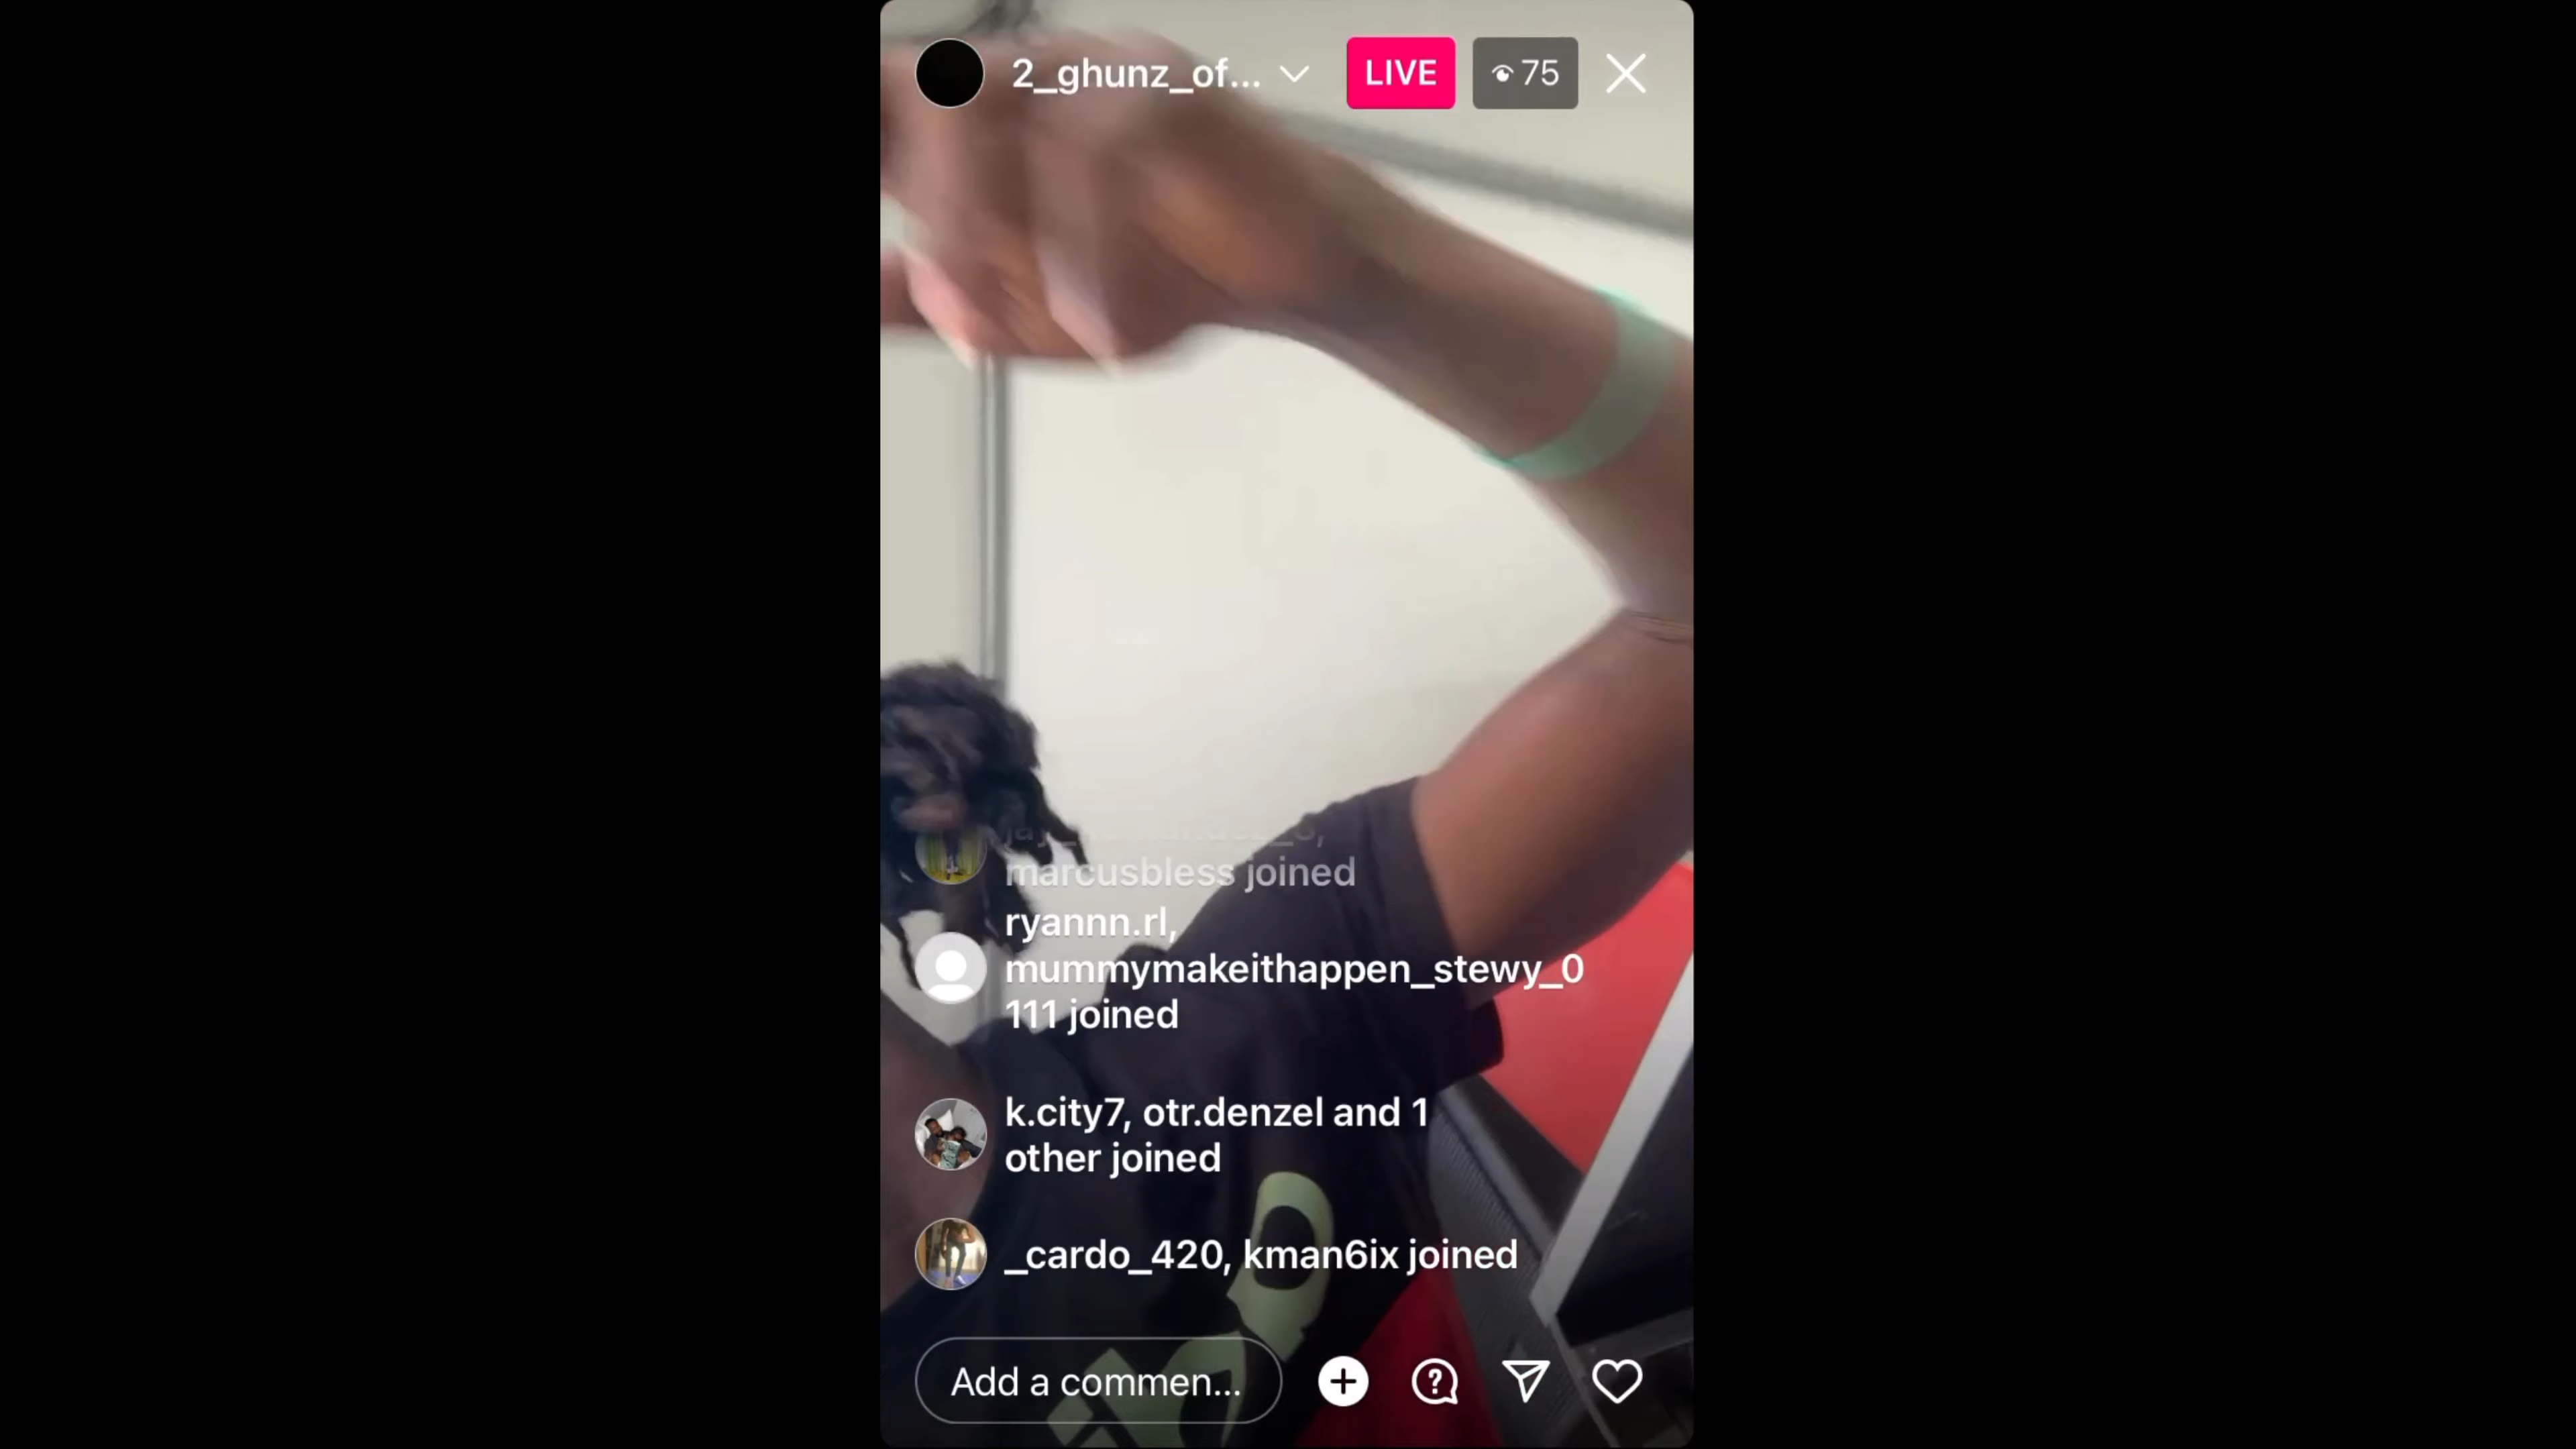 2_ghunz_of...
LIVE
75
marcusbless joined
ryannn.rl,
mummymakeithappen_stewy_0
111 joined
k.city7, otr.denzel and 1
other joined
_cardo_420, kman6ix joined
Add a commen...